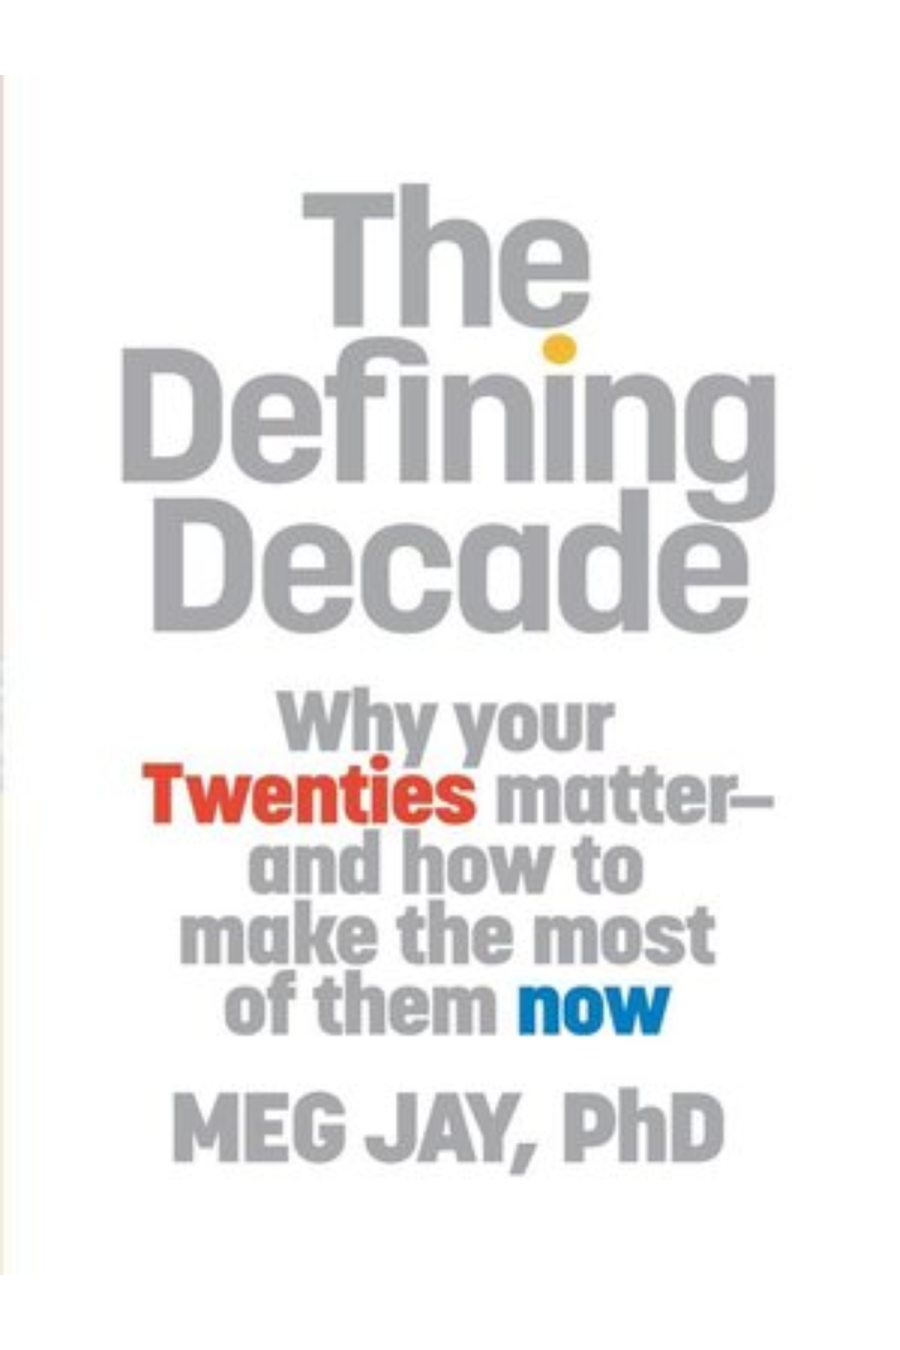 The
Defining
Decade
Why your
Twenties matter–
and how to
make the most
of them now
MEG JAY, PhD